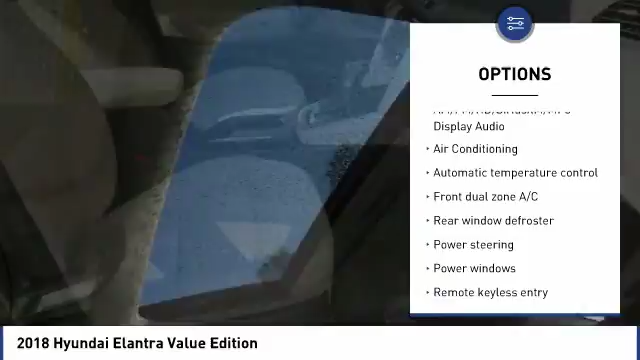 OPTIONS
Display Audio
Air Conditioning
Automatic temperature control
Front dual zone A/C
Rear window defroster
Power steering
Power windows
Remote keyless entry
2018 Hyundai Elantra Value Edition